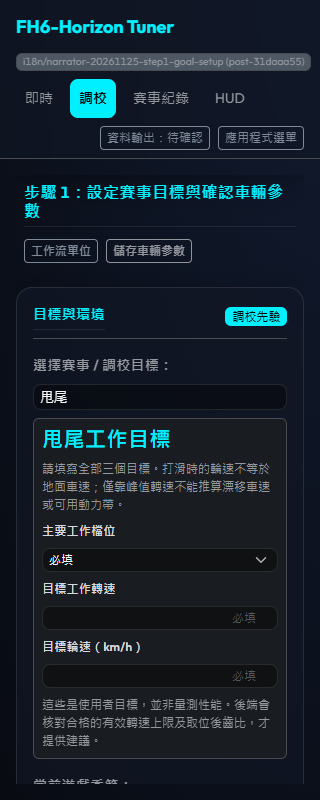 FH6-Horizon Tuner
i18n/narrator-20261125-step1-goal-setup (post-31daaa55)
即時
調校
賽事紀錄
HUD
資料輸出：待確認
應用程式選單
步驟 1：設定賽事目標與確認車輛參
數
工作流單位
儲存車輛參數
目標與環境
調校先驗
選擇賽事 / 調校目標：
甩尾
甩尾工作目標
請填寫全部三個目標。打滑時的輪速不等於
地面車速；僅靠峰值轉速不能推算漂移車速
或可用動力帶。
主要工作檔位
必填
目標工作轉速
必填
目標輪速（km/h）
必填
這些是使用者目標，並非量測性能。後端會
核對合格的有效轉速上限及取位後齒比，才
提供建議。